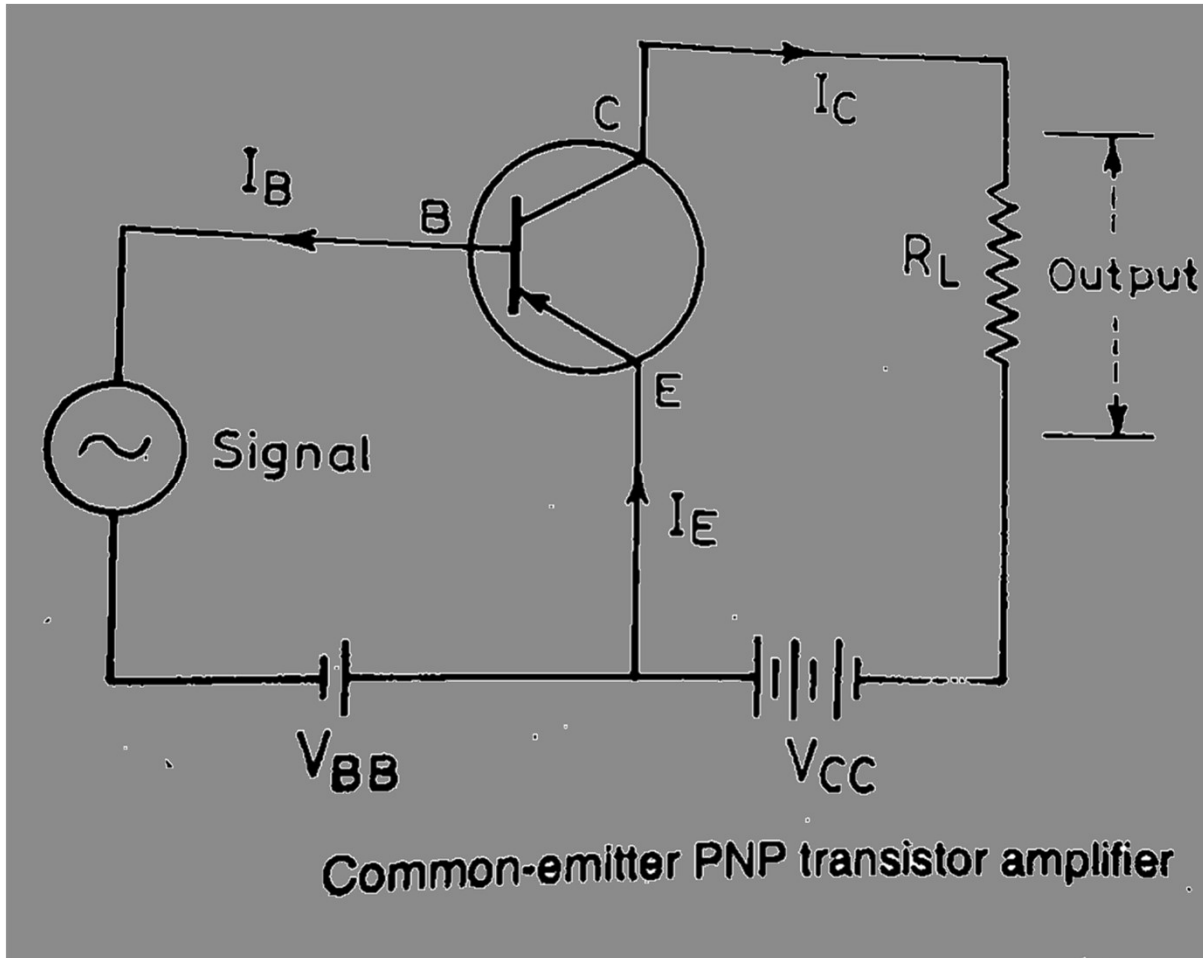 C
I_C
I_B
B
R_L
Output
E
Signal
I_E
V_BB
V_CC
Common-emitter PNP transistor amplifier